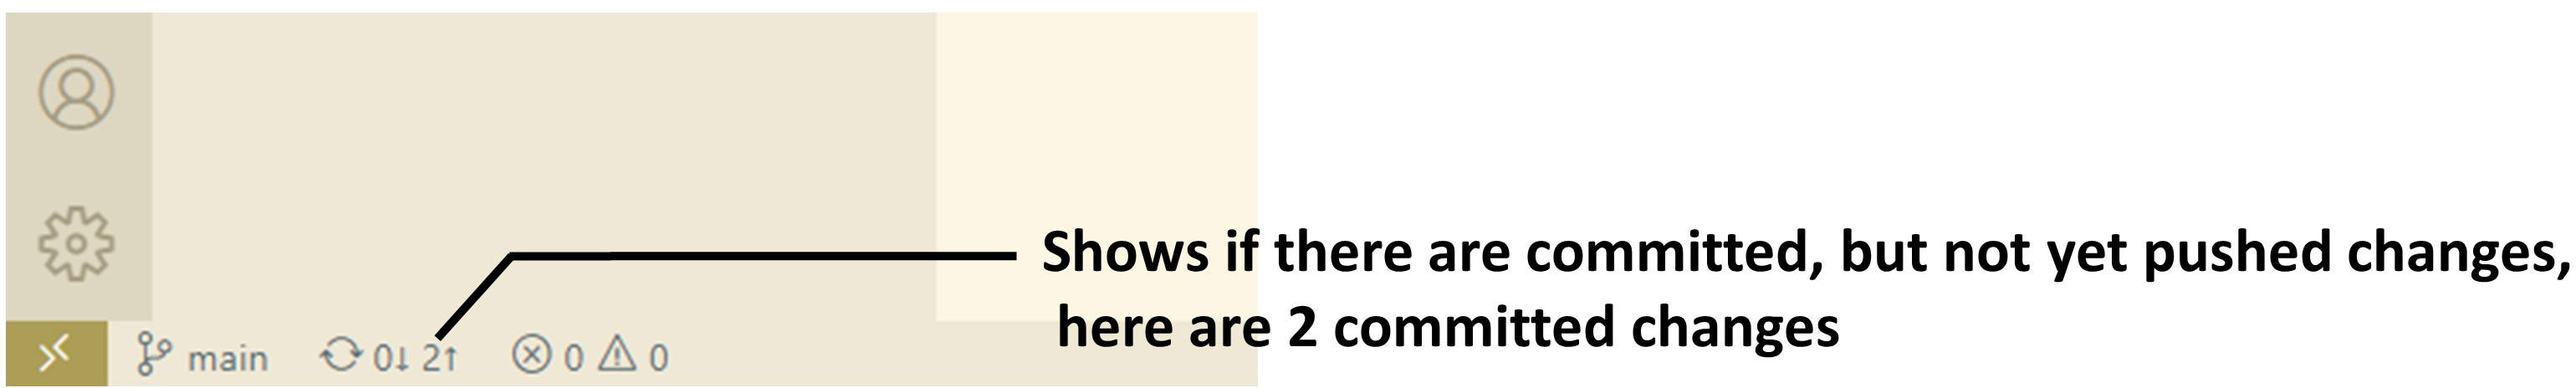 Shows if there are committed, but not yet pushed changes,
here are 2 committed changes
main 0↓ 2↑ 0 0